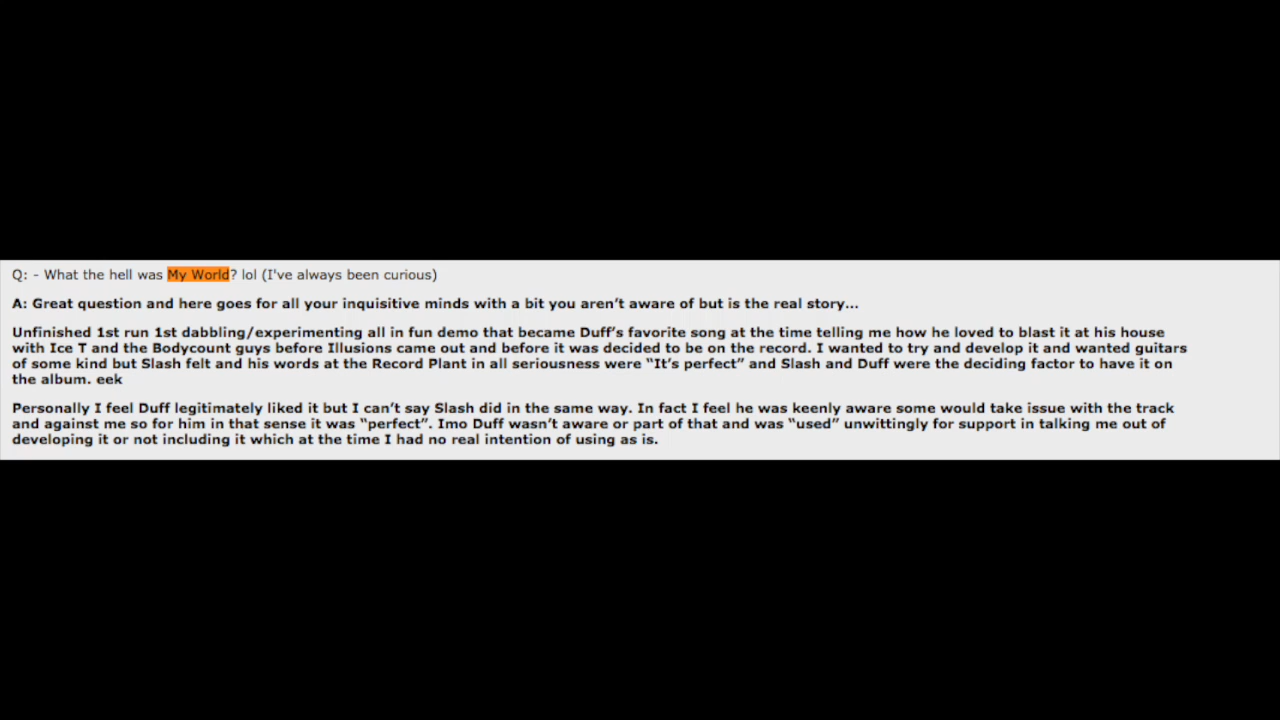 Q: - What the hell was My World? lol (I've always been curious)
A: Great question and here goes for all your inquisitive minds with a bit you aren’t aware of but is the real story...
Unfinished 1st run 1st dabbling/experimenting all in fun demo that became Duff’s favorite song at the time telling me how he loved to blast it at his house
with Ice T and the Bodycount guys before Illusions came out and before it was decided to be on the record. I wanted to try and develop it and wanted guitars
of some kind but Slash felt and his words at the Record Plant in all seriousness were “It’s perfect” and Slash and Duff were the deciding factor to have it on
the album. eek
Personally I feel Duff legitimately liked it but I can’t say Slash did in the same way. In fact I feel he was keenly aware some would take issue with the track
and against me so for him in that sense it was “perfect”. Imo Duff wasn’t aware or part of that and was “used” unwittingly for support in talking me out of
developing it or not including it which at the time I had no real intention of using as is.